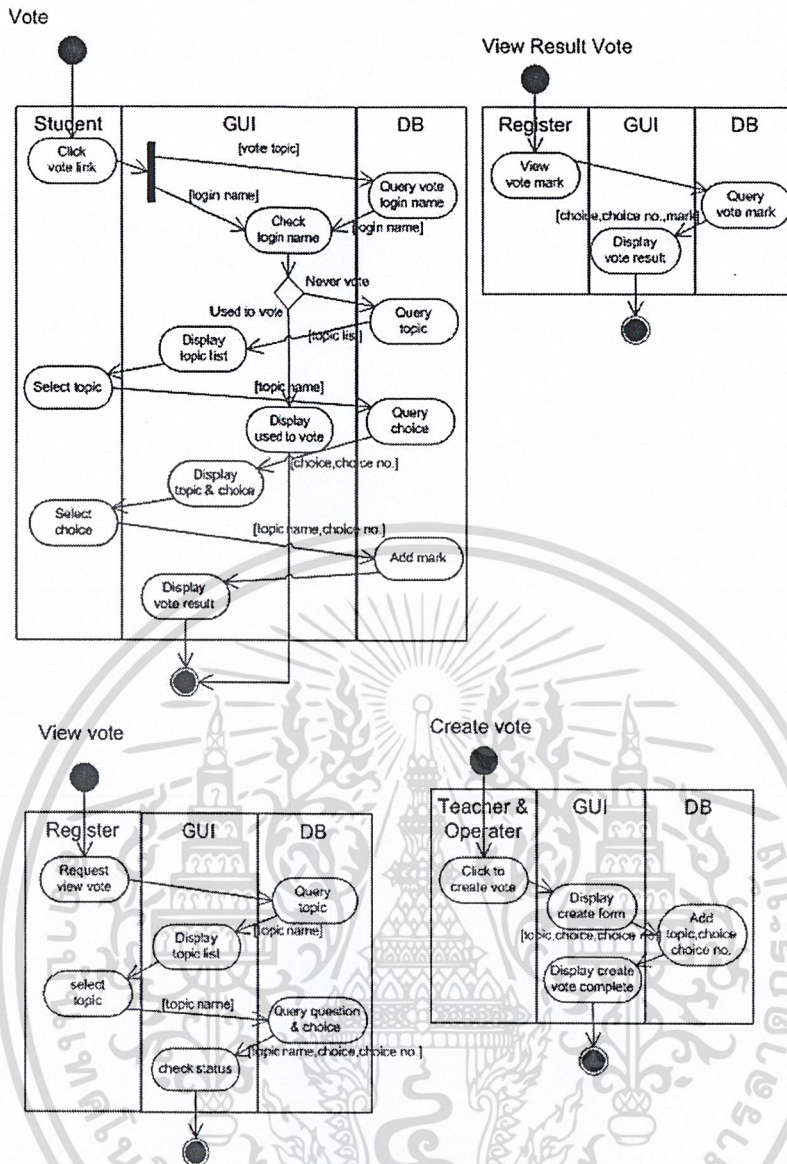 Vote
Student
GUI
DB
Click
vote link
[vote topic]
Query vote
login name
[login name]
Check
login name
[login name]
Never vote
Used to vote
Query
topic
[topic list]
Display
topic list
Select topic
[topic name]
Query
choice
Display
used to vote
[choice,choice no.]
Display
topic & choice
Select
choice
[topic name,choice no.]
Add mark
Display
vote result
View Result Vote
Register
GUI
DB
View
vote mark
Query
vote mark
[choice,choice no.,mark]
Display
vote result
View vote
Register
GUI
DB
Request
view vote
Query
topic
[topic name]
Display
topic list
select
topic
[topic name]
Query question
& choice
[topic name,choice,choice no.]
check status
Create vote
Teacher &
Operater
GUI
DB
Click to
create vote
Display
create form
[topic,choice,choice no.]
Add
topic,choice
choice no.
Display create
vote complete